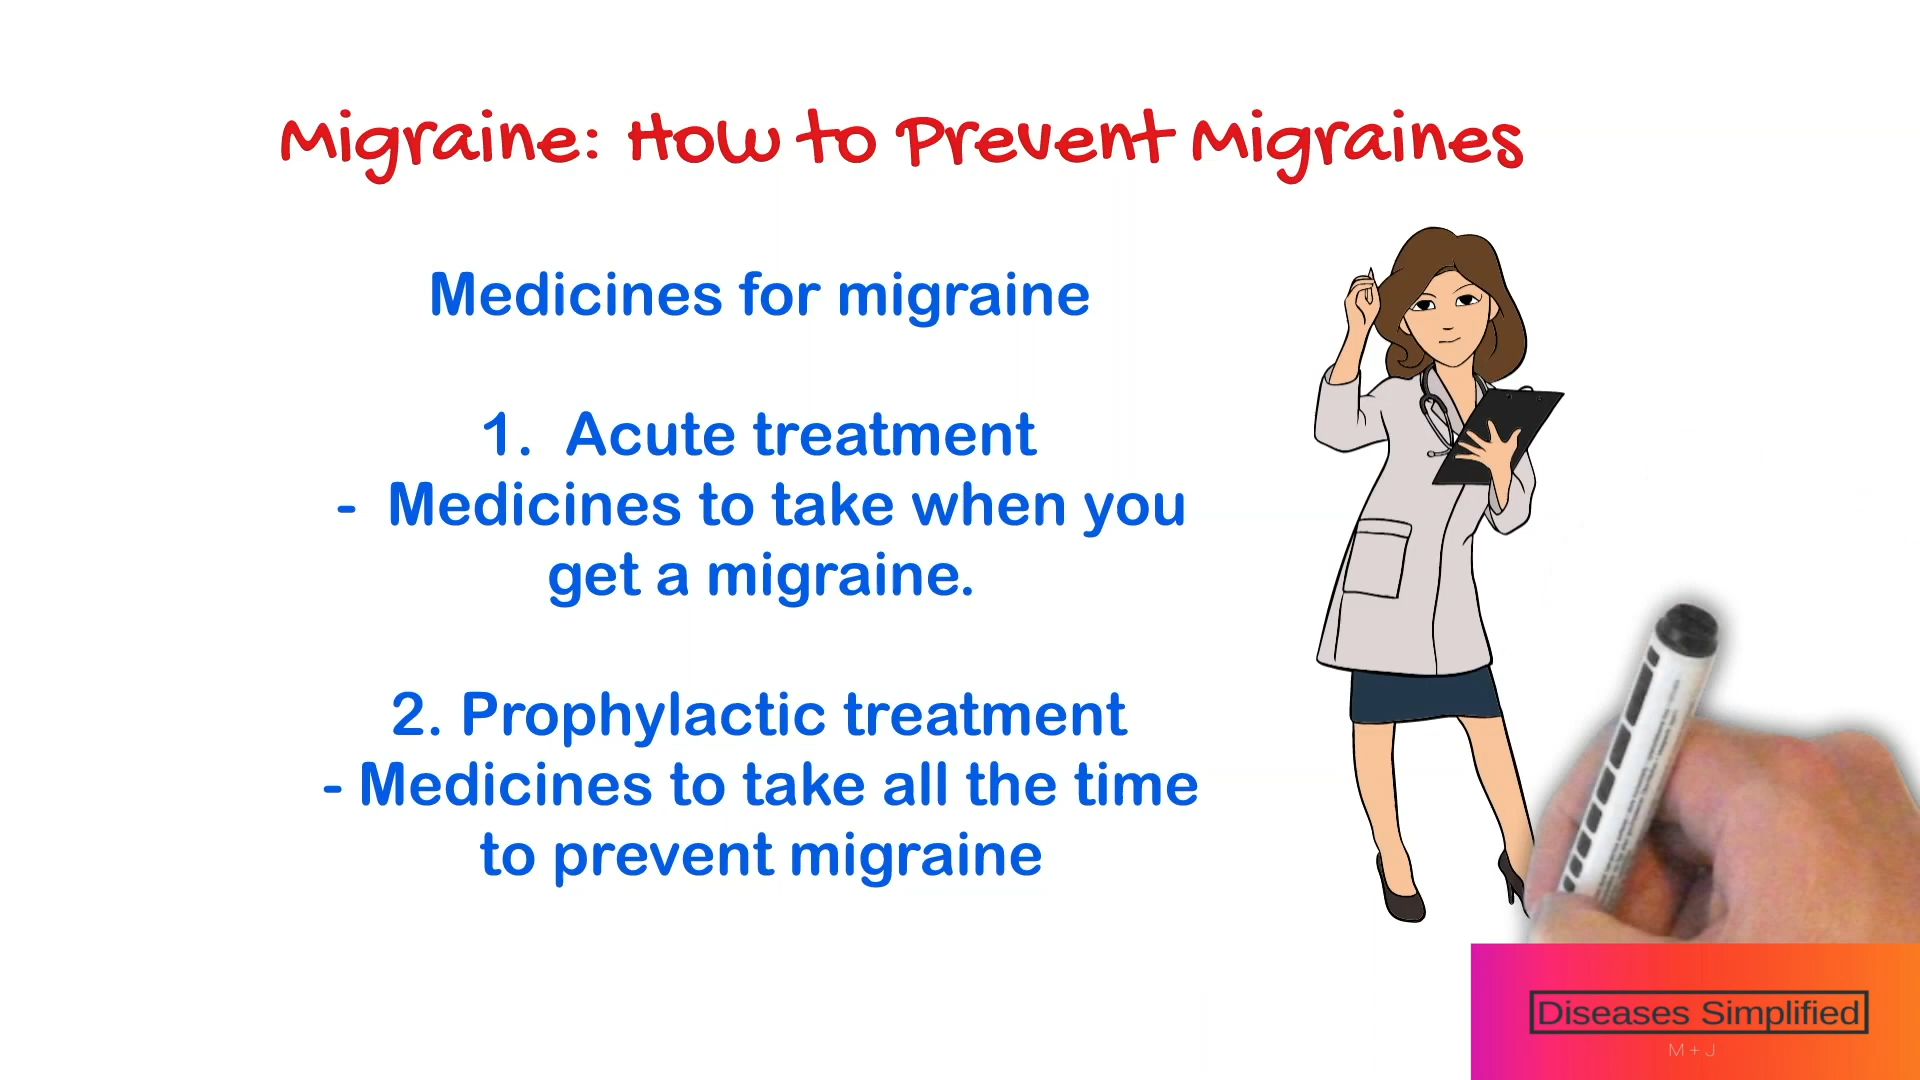 Migraine: How to Prevent Migraines
Medicines for migraine
1. Acute treatment
- Medicines to take when you
get a migraine.
2. Prophylactic treatment
- Medicines to take all the time
to prevent migraine
Diseases Simplified
M + J